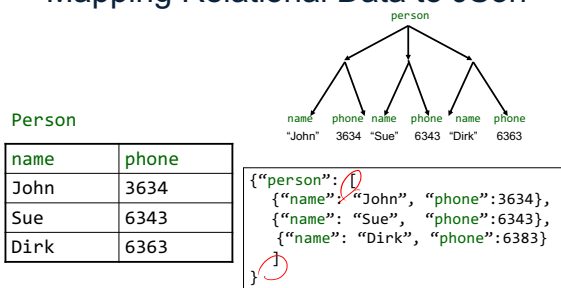 Mapping Relational Data to JSon
person
name phone name phone name phone
“John” 3634 “Sue” 6343 “Dirk” 6363
Person
name phone
John 3634
Sue 6343
Dirk 6363
{“person”: [
{“name”: “John”, “phone”:3634},
{“name”: “Sue”, “phone”:6343},
{“name”: “Dirk”, “phone”:6383}
]
}